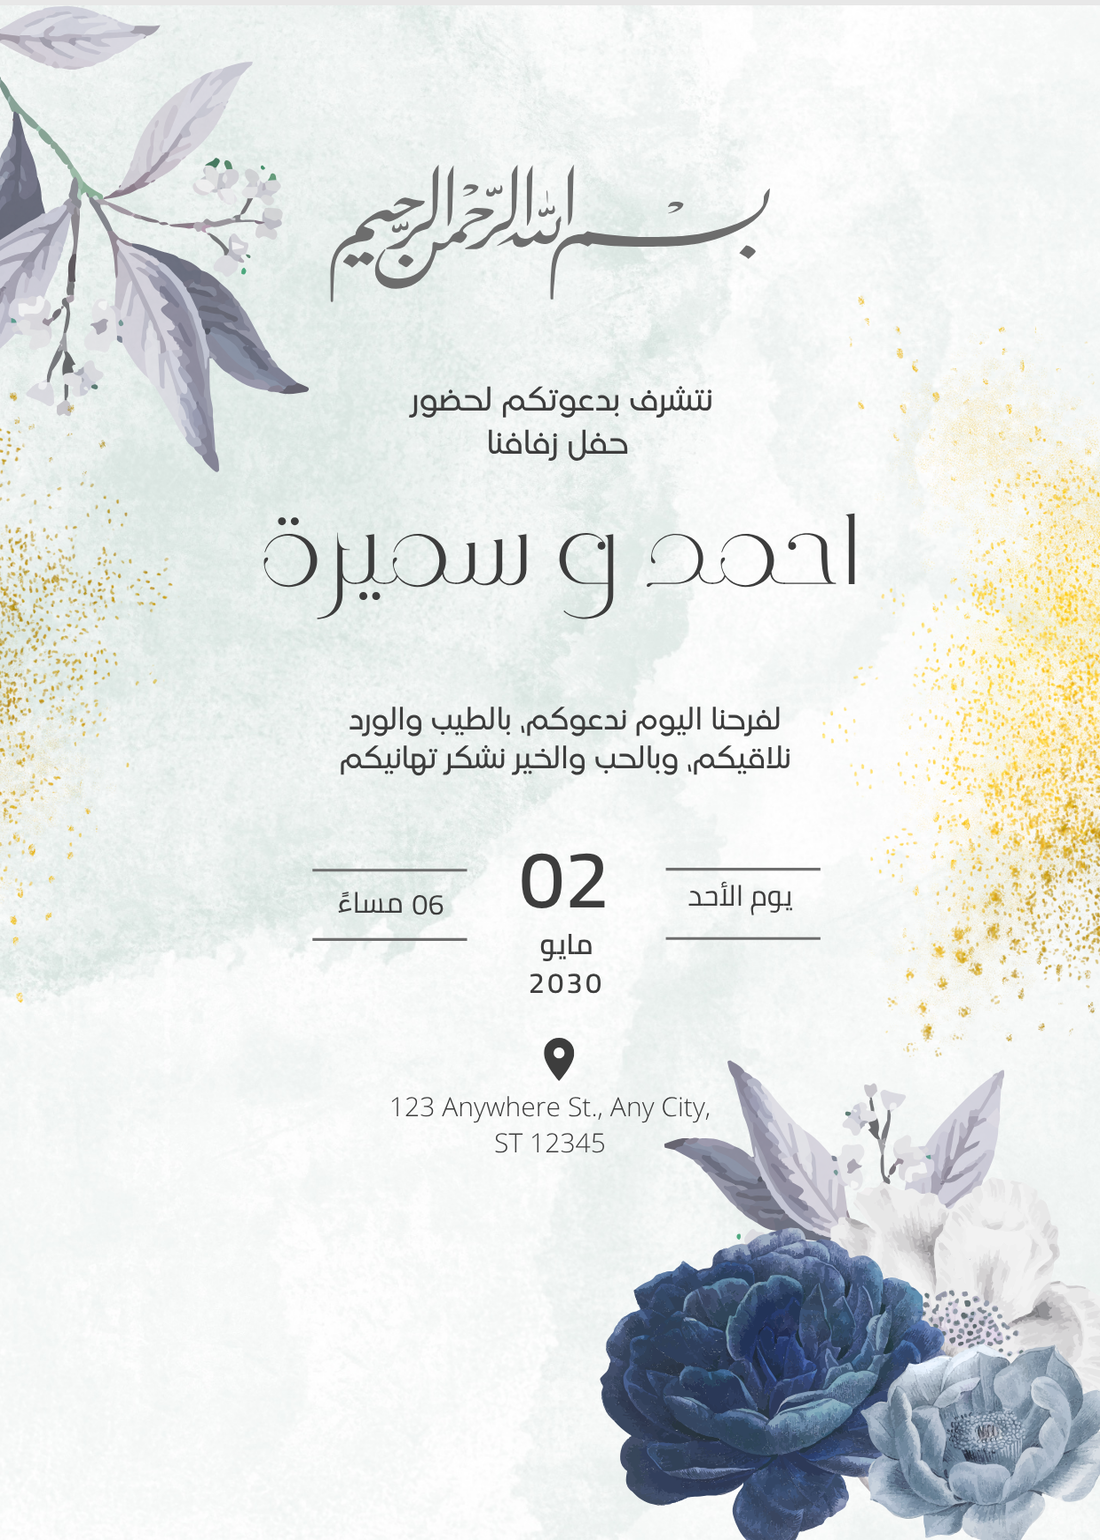 بسم الله الرحمن الرحيم
نتشرف بدعوتكم لحضور
حفل زفافنا
احمد و سميرة
لفرحنا اليوم ندعوكم، بالطيب والورد
نلاقيكم، وبالحب والخير نشكر تهانيكم
يوم الأحد
02
مايو
2030
06 مساءً
123 Anywhere St., Any City,
ST 12345